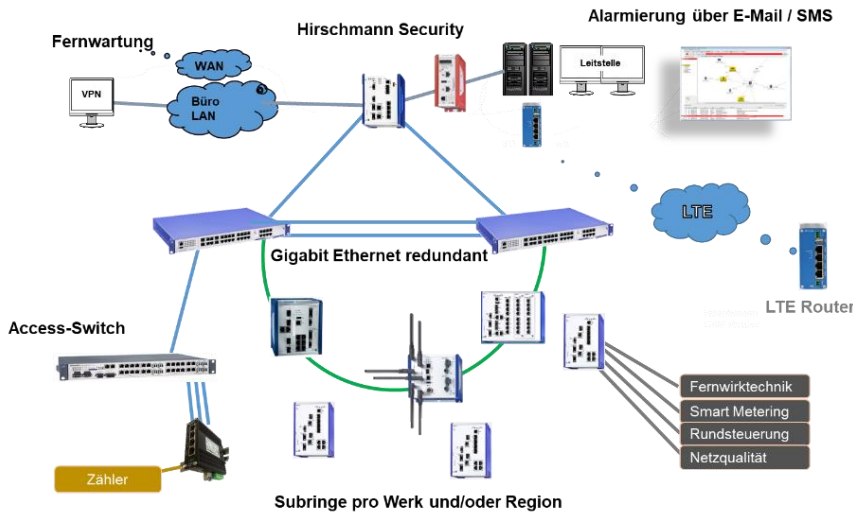 Alarmierung über E-Mail / SMS
Hirschmann Security
Fernwartung
WAN
Leitstelle
VPN
Büro
LAN
LTE
Gigabit Ethernet redundant
LTE Router
Access-Switch
Fernwirktechnik
Smart Metering
Rundsteuerung
Netzqualität
Zähler
Subringe pro Werk und/oder Region